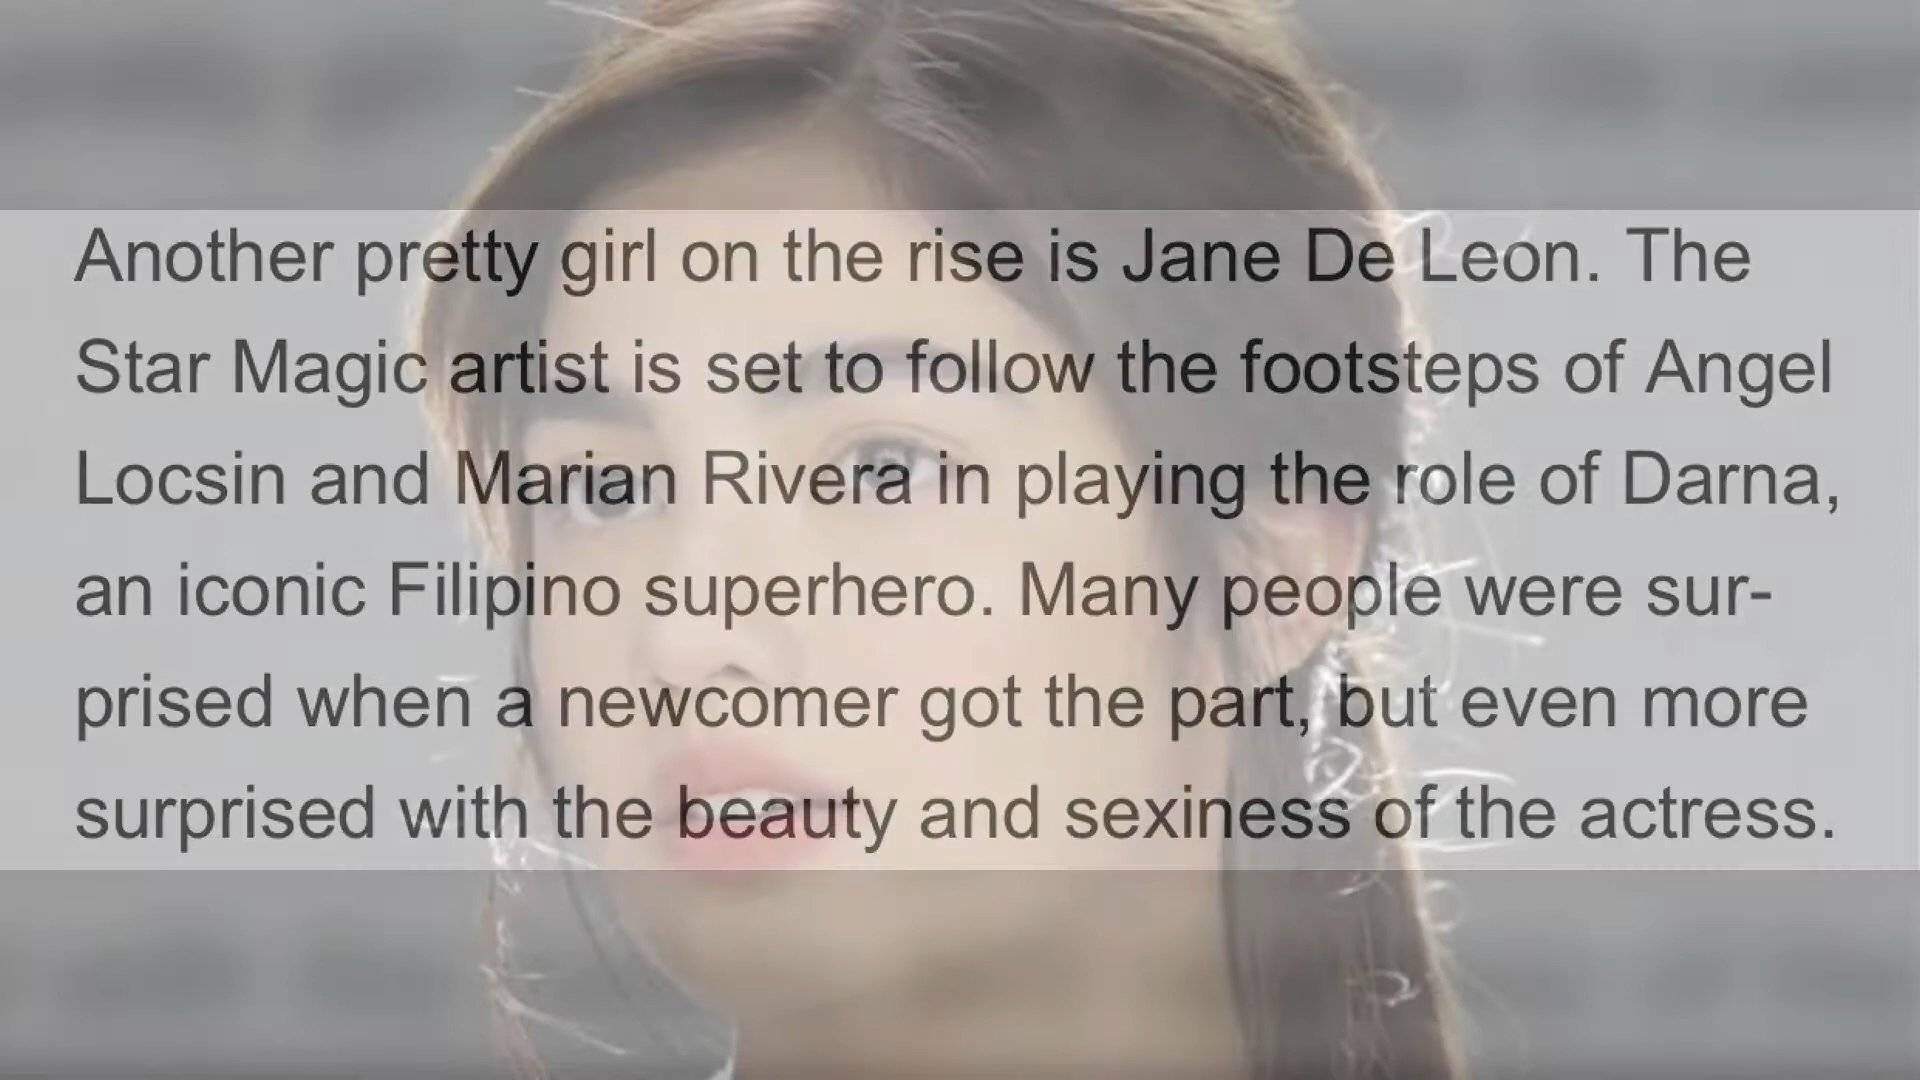 Another pretty girl on the rise is Jane De Leon. The
Star Magic artist is set to follow the footsteps of Angel
Locsin and Marian Rivera in playing the role of Darna,
an iconic Filipino superhero. Many people were sur-
prised when a newcomer got the part, but even more
surprised with the beauty and sexiness of the actress.